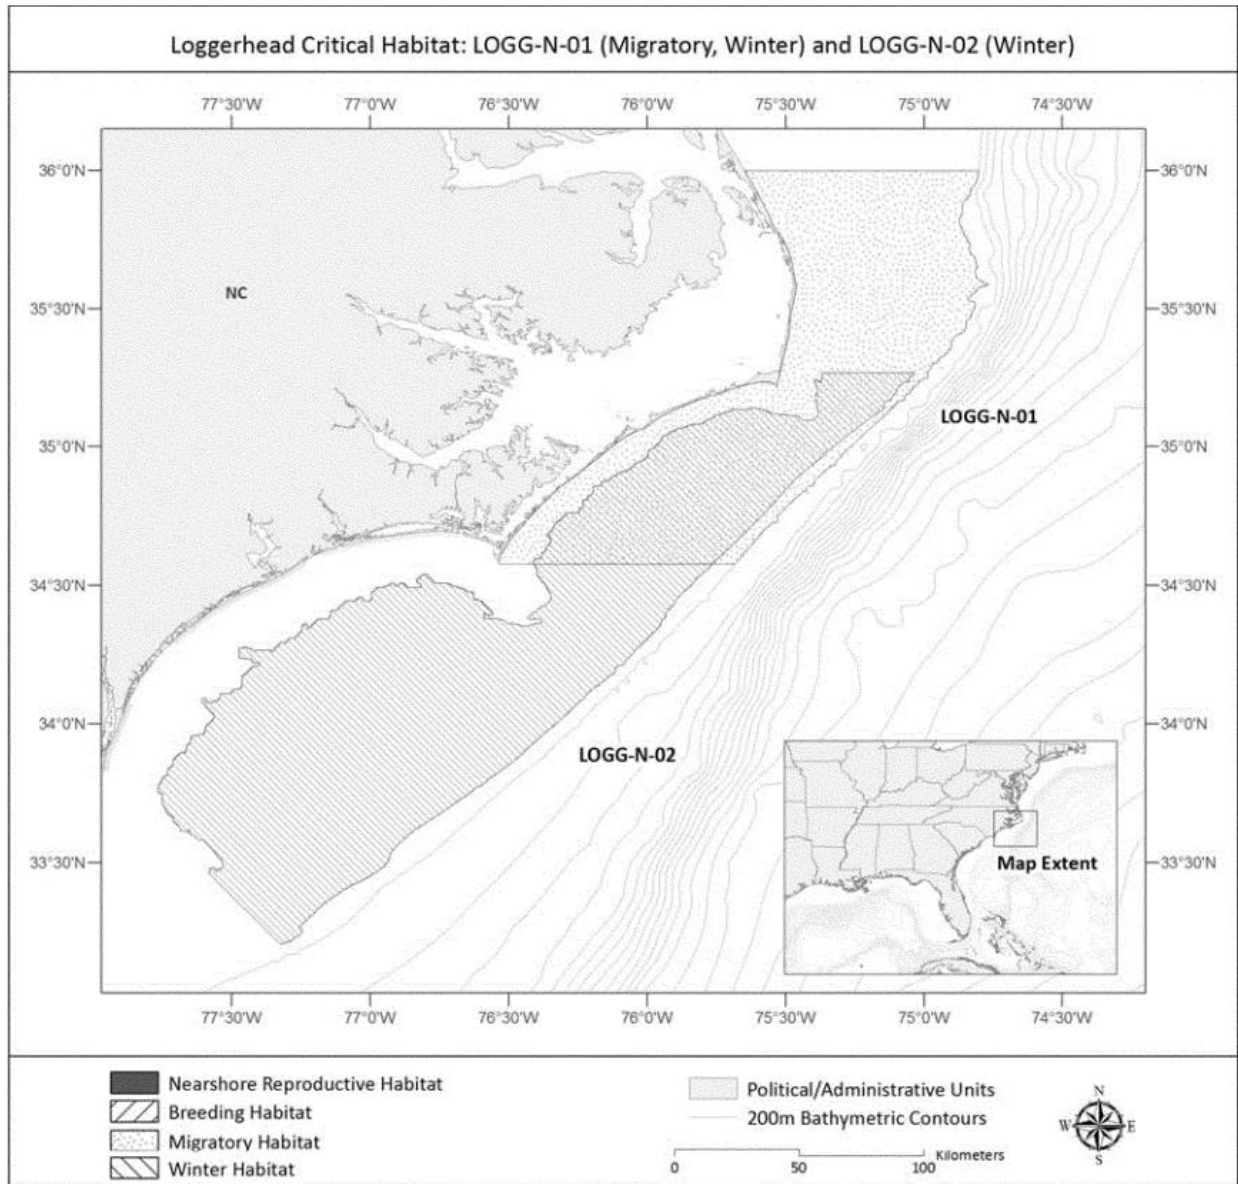 Loggerhead Critical Habitat: LOGG-N-01 (Migratory, Winter) and LOGG-N-02 (Winter)
77°30'W 77°0'W 76°30'W 76°0'W 75°30'W 75°0'W 74°30'W
36°0'N 36°0'N
NC
35°30'N 35°30'N
LOGG-N-01
35°0'N 35°0'N
34°30'N 34°30'N
34°0'N 34°0'N
LOGG-N-02
Map Extent
33°30'N 33°30'N
77°30'W 77°0'W 76°30'W 76°0'W 75°30'W 75°0'W 74°30'W
Nearshore Reproductive Habitat
Breeding Habitat
Migratory Habitat
Winter Habitat
Political/Administrative Units
200m Bathymetric Contours
Kilometers
0 50 100
N
W E
S